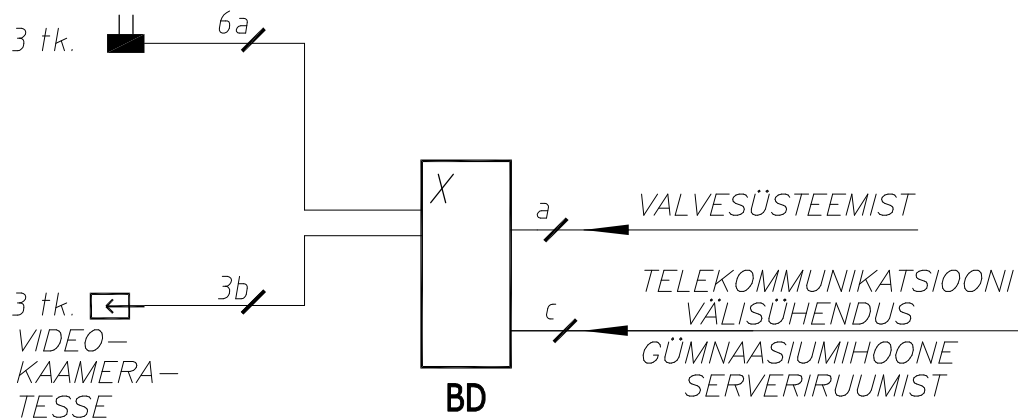 3 tk.
6a
X
a
VALVESÜSTEEMIST
3 tk.
3b
VIDEO-
KAAMERA-
TESSE
c
TELEKOMMUNIKATSIOONI
VÄLISÜHENDUS
GÜMNAASIUMIHOONE
SERVERIRUUMIST
BD